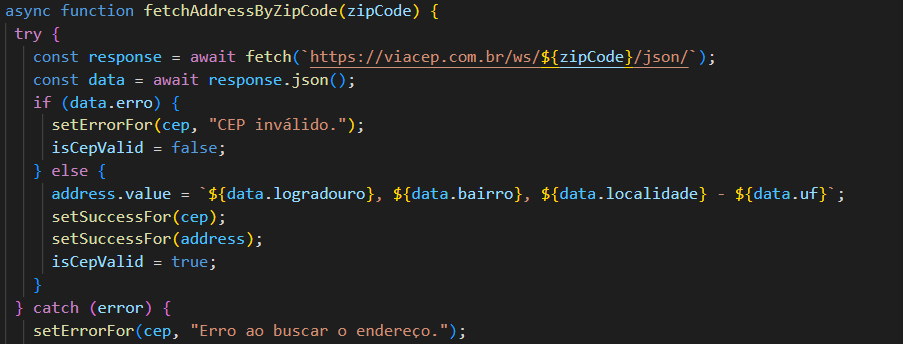 async function fetchAddressByZipCode(zipCode) {
try {
const response = await fetch(`https://viacep.com.br/ws/${zipCode}/json/`);
const data = await response.json();
if (data.erro) {
setErrorFor(cep, "CEP inválido.");
isCepValid = false;
} else {
address.value = `${data.logradouro}, ${data.bairro}, ${data.localidade} - ${data.uf}`;
setSuccessFor(cep);
setSuccessFor(address);
isCepValid = true;
}
} catch (error) {
setErrorFor(cep, "Erro ao buscar o endereço.");